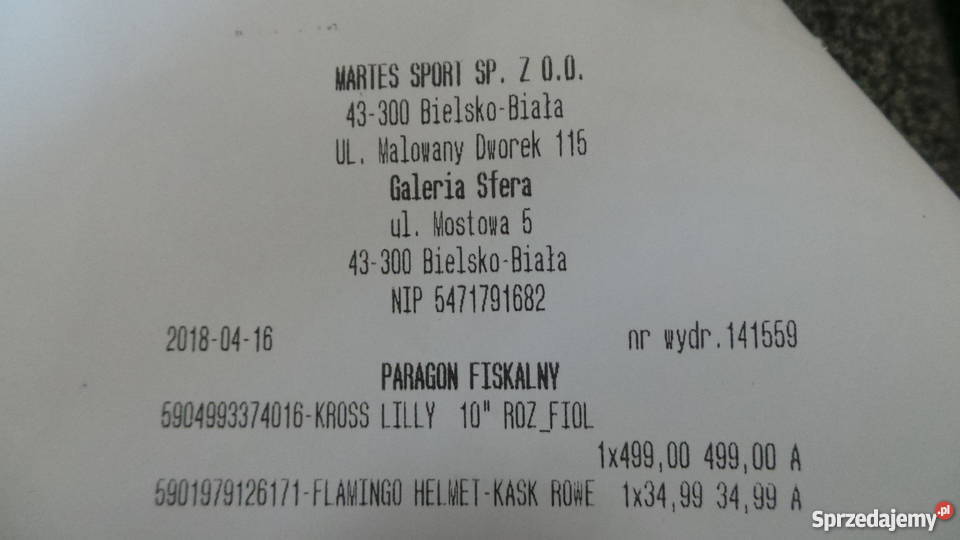 MARTES SPORT SP. Z O.O.
43-300 Bielsko-Biała
UL. Malowany Dworek 115
Galeria Sfera
ul. Mostowa 5
43-300 Bielsko-Biała
NIP 5471791682
2018-04-16 nr wydr.141559
PARAGON FISKALNY
5904993374016-KROSS LILLY 10" ROZ_FIOL
1x499,00 499,00 A
5901979126171-FLAMINGO HELMET-KASK ROWE 1x34,99 34,99 A
Sprzedajemy.pl